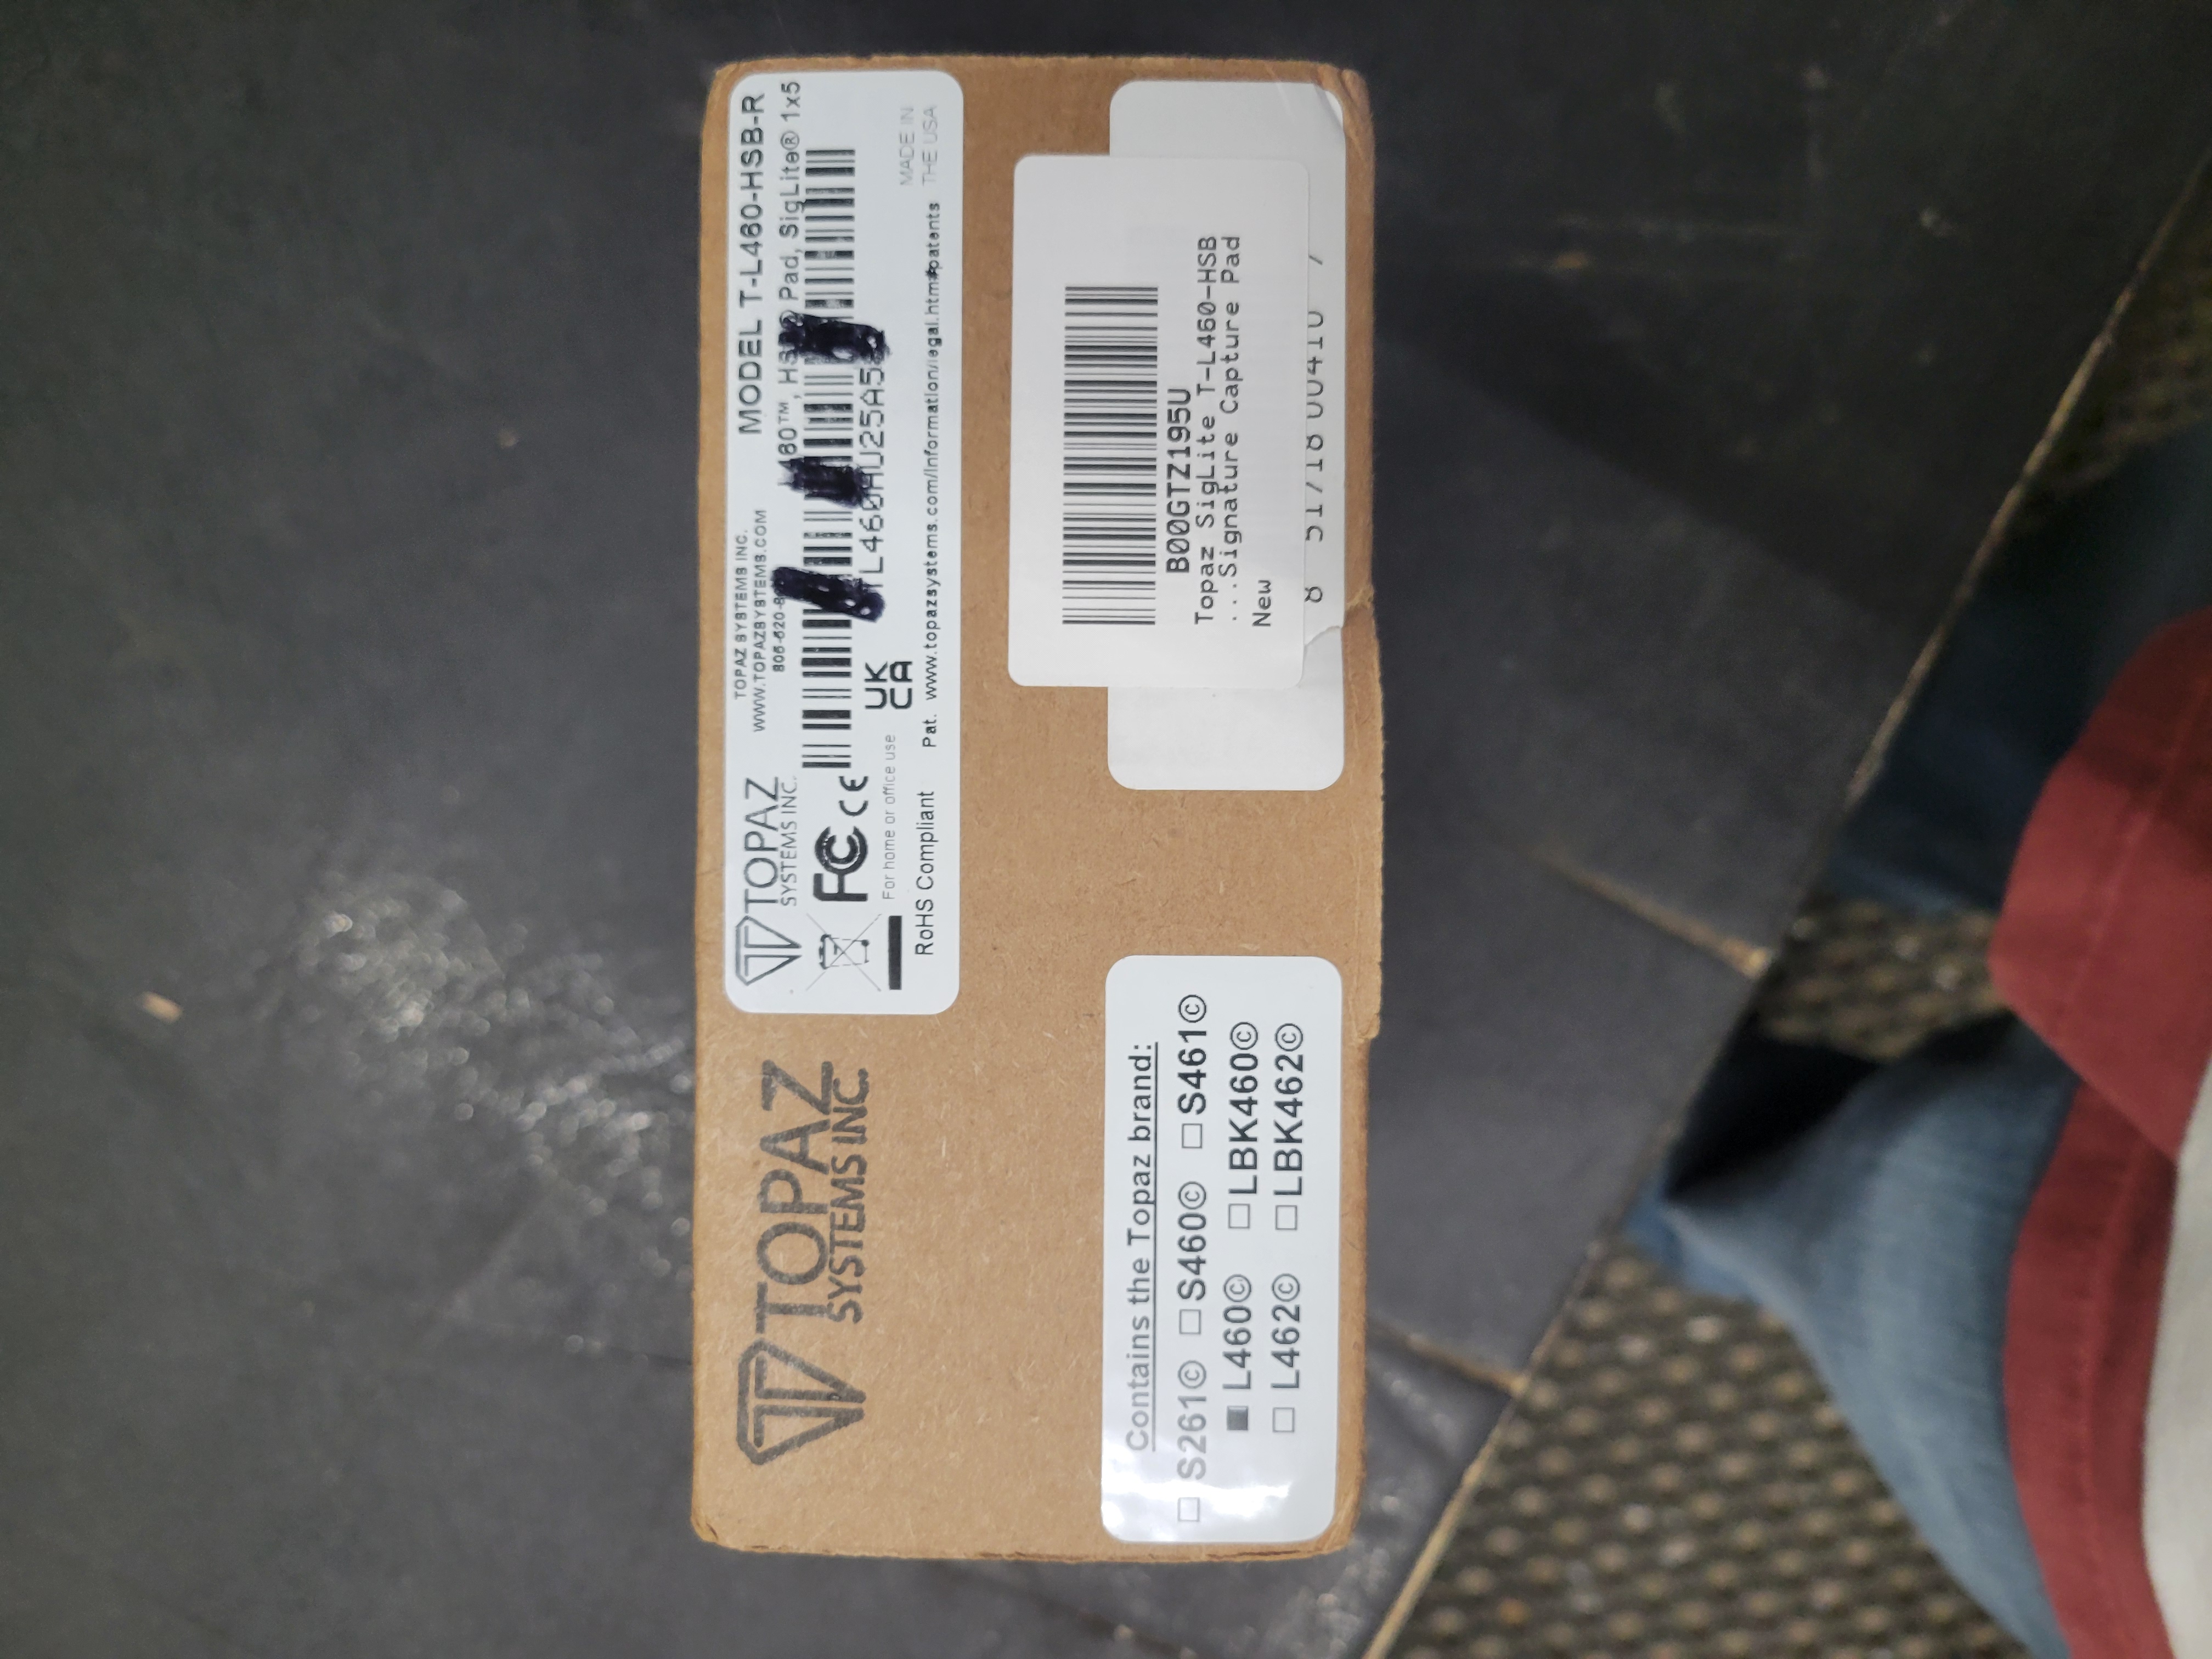 TOPAZ
SYSTEMS INC.
TOPAZ SYSTEMS INC.
WWW.TOPAZSYSTEMS.COM
MODEL T-L460-HSB-R
Pad, SigLite® 1x5
FC CE
For home or office use
UK
CA
MADE IN
THE USA
RoHS Compliant
Pat. www.topazsystems.com/information/legal.htm#patents
TOPAZ
SYSTEMS INC.
B00GTZ195U
Topaz SigLite T-L460-HSB
...Signature Capture Pad
New
Contains the Topaz brand:
□ S261© □ S460© □ S461©
■ L460© □ LBK460©
□ L462© □ LBK462©